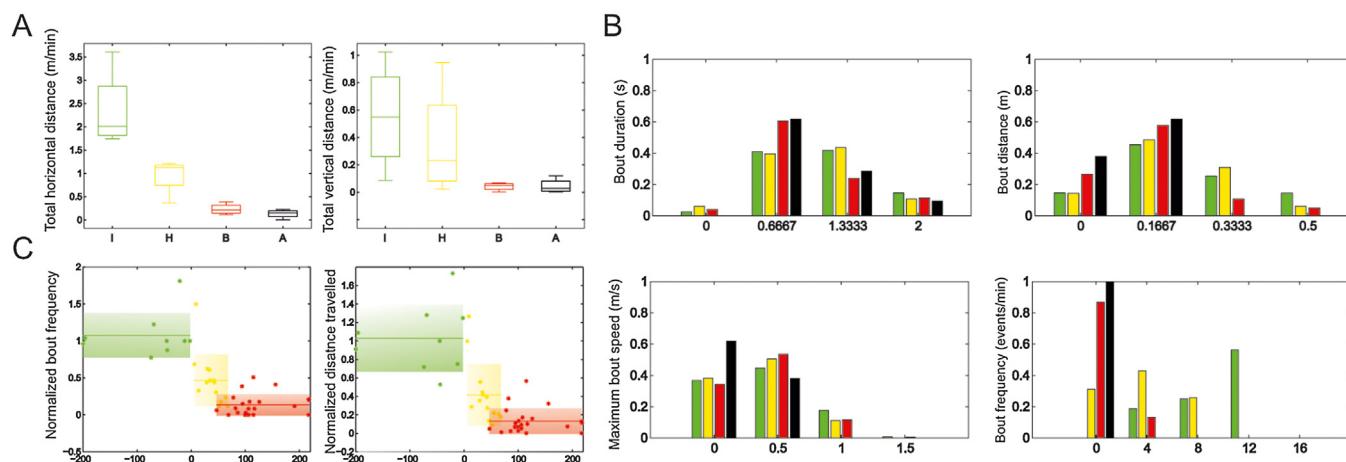 A
Total horizontal distance (m/min)
3.5
3
2.5
2
1.5
1
0.5
0
I H B A
Total vertical distance (m/min)
1
0.8
0.6
0.4
0.2
0
I H B A
B
Bout duration (s)
1
0.8
0.6
0.4
0.2
0
0 0.6667 1.3333 2
Bout distance (m)
1
0.8
0.6
0.4
0.2
0
0 0.1667 0.3333 0.5
Maximum bout speed (m/s)
1
0.8
0.6
0.4
0.2
0
0 0.5 1 1.5
Bout frequency (events/min)
1
0.8
0.6
0.4
0.2
0
0 4 8 12 16
C
Normalized bout frequency
2
1.5
1
0.5
0
−0.5
−200 −100 0 100 200
Normalized disatnce travelled
1.8
1.6
1.4
1.2
1
0.8
0.6
0.4
0.2
0
−0.2
−200 −100 0 100 200